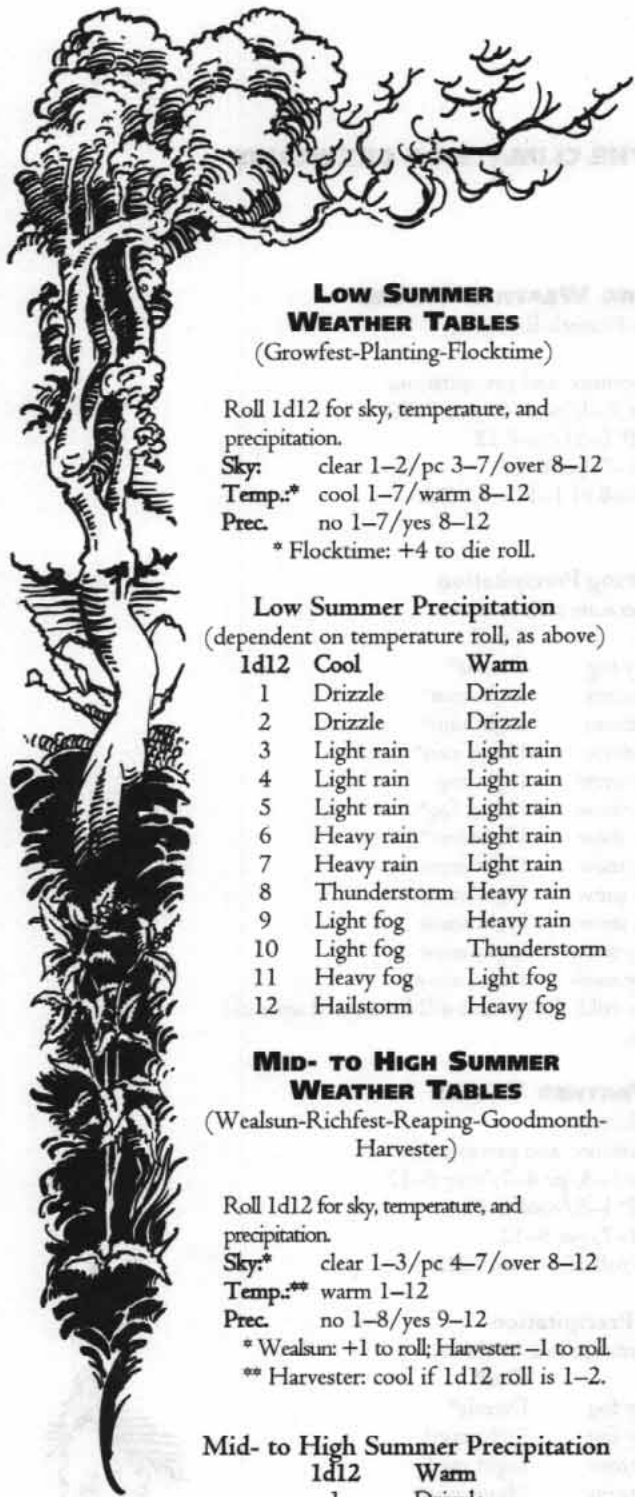 LOW SUMMER
WEATHER TABLES
(Growfest-Planting-Flocktime)
Roll 1d12 for sky, temperature, and
precipitation.
Sky: clear 1–2/pc 3–7/over 8–12
Temp.:* cool 1–7/warm 8–12
Prec. no 1–7/yes 8–12
* Flocktime: +4 to die roll.
Low Summer Precipitation
(dependent on temperature roll, as above)
1d12 Cool Warm
1 Drizzle Drizzle
2 Drizzle Drizzle
3 Light rain Light rain
4 Light rain Light rain
5 Light rain Light rain
6 Heavy rain Light rain
7 Heavy rain Light rain
8 Thunderstorm Heavy rain
9 Light fog Heavy rain
10 Light fog Thunderstorm
11 Heavy fog Light fog
12 Hailstorm Heavy fog
MID- TO HIGH SUMMER
WEATHER TABLES
(Wealsun-Richfest-Reaping-Goodmonth-
Harvester)
Roll 1d12 for sky, temperature, and
precipitation.
Sky:* clear 1–3/pc 4–7/over 8–12
Temp.:** warm 1–12
Prec. no 1–8/yes 9–12
* Wealsun: +1 to roll; Harvester: –1 to roll.
** Harvester: cool if 1d12 roll is 1–2.
Mid- to High Summer Precipitation
1d12 Warm
1 Drizzle